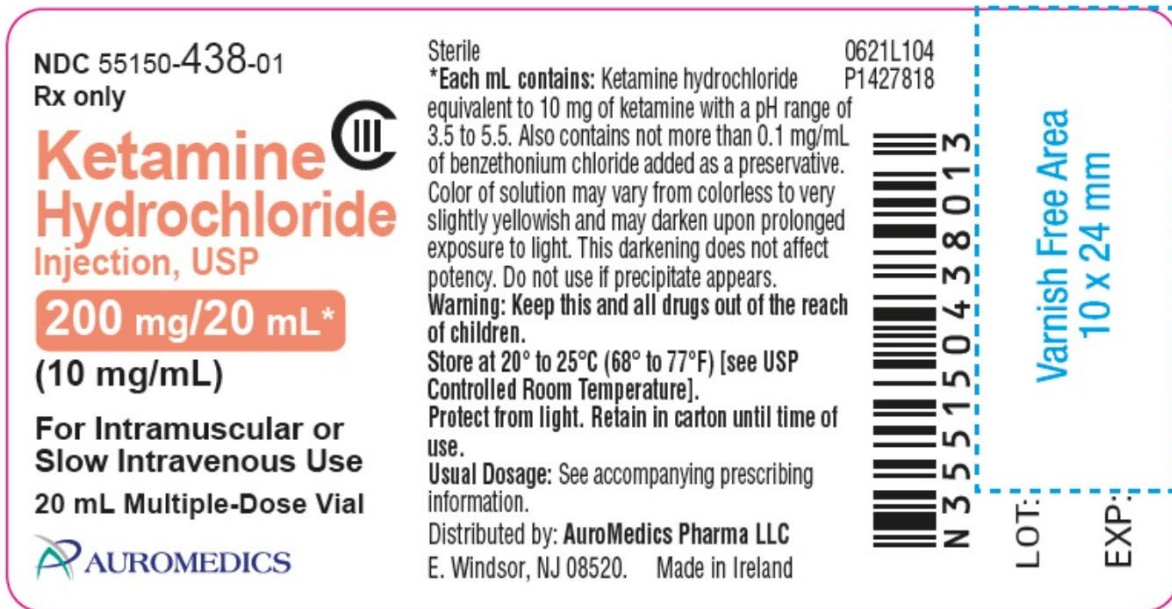 NDC 55150-438-01
Rx only
Ketamine CIII
Hydrochloride
Injection, USP
200 mg/20 mL*
(10 mg/mL)
For Intramuscular or
Slow Intravenous Use
20 mL Multiple-Dose Vial
AUROMEDICS
Sterile
*Each mL contains: Ketamine hydrochloride
equivalent to 10 mg of ketamine with a pH range of
3.5 to 5.5. Also contains not more than 0.1 mg/mL
of benzethonium chloride added as a preservative.
Color of solution may vary from colorless to very
slightly yellowish and may darken upon prolonged
exposure to light. This darkening does not affect
potency. Do not use if precipitate appears.
Warning: Keep this and all drugs out of the reach
of children.
Store at 20° to 25°C (68° to 77°F) [see USP
Controlled Room Temperature].
Protect from light. Retain in carton until time of
use.
Usual Dosage: See accompanying prescribing
information.
Distributed by: AuroMedics Pharma LLC
E. Windsor, NJ 08520. Made in Ireland
0621L104
P1427818
N 3 55150 43801 3
Varnish Free Area
10 x 24 mm
LOT:
EXP: